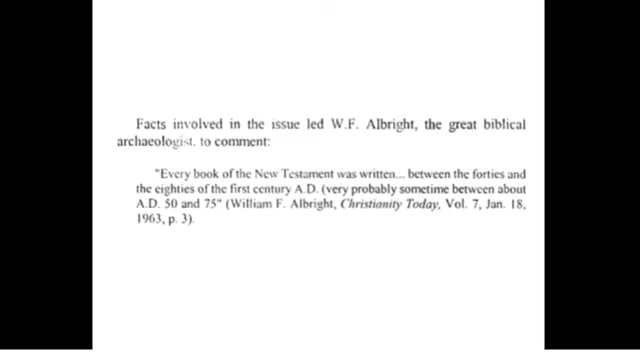 Facts involved in the issue led W.F. Albright, the great biblical
archaeologist. to comment:
"Every book of the New Testament was written... between the forties and
the eighties of the first century A.D. (very probably sometime between about
A.D. 50 and 75" (William F. Albright, Christianity Today, Vol. 7, Jan. 18,
1963, p. 3).